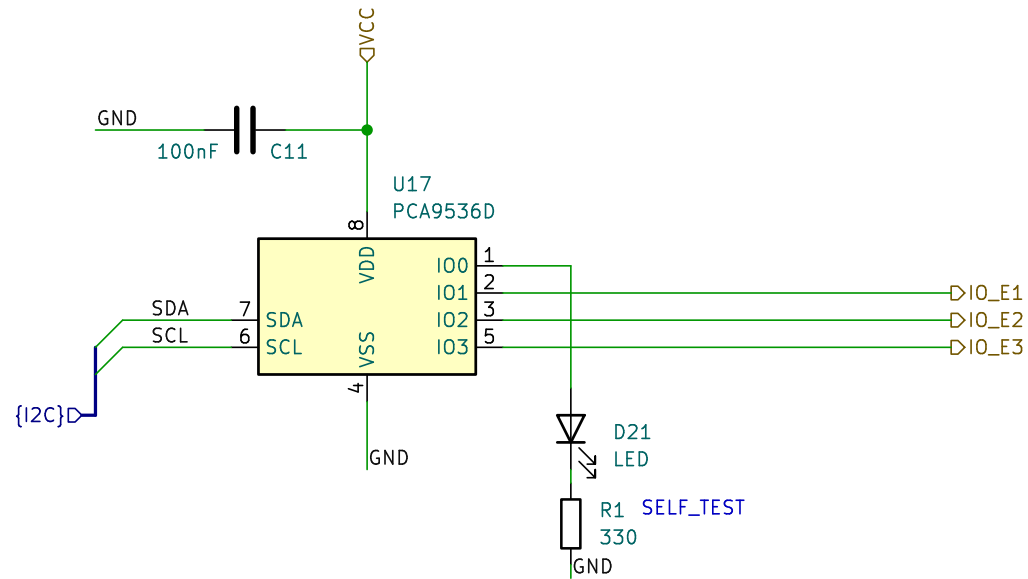 VCC
GND
100nF C11
U17
PCA9536D
8
VDD
IO0 1
IO1 2 IO_E1
SDA 7 SDA IO2 3 IO_E2
SCL 6 SCL IO3 5 IO_E3
VSS
4
{I2C}
GND
D21
LED
R1 SELF_TEST
330
GND